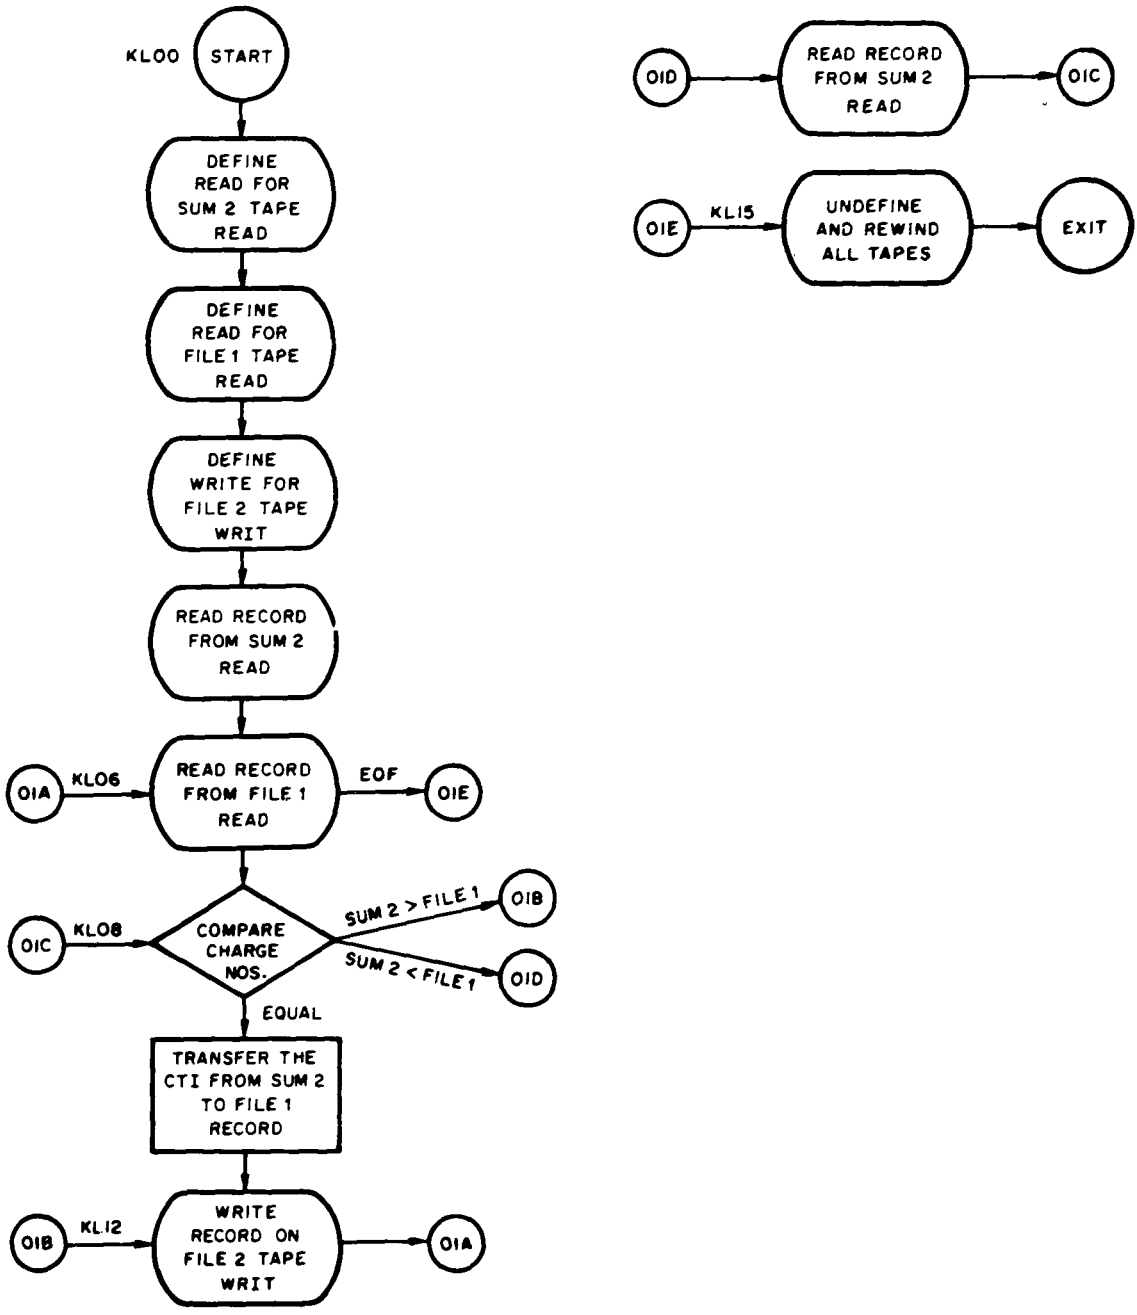 KL00
START
DEFINE
READ FOR
SUM 2 TAPE
READ
DEFINE
READ FOR
FILE 1 TAPE
READ
DEFINE
WRITE FOR
FILE 2 TAPE
WRIT
READ RECORD
FROM SUM 2
READ
01A
KL06
READ RECORD
FROM FILE 1
READ
EOF
01E
01C
KL08
COMPARE
CHARGE
NOS.
SUM 2 > FILE 1
01B
SUM 2 < FILE 1
01D
EQUAL
TRANSFER THE
CTI FROM SUM 2
TO FILE 1
RECORD
01B
KL12
WRITE
RECORD ON
FILE 2 TAPE
WRIT
01A
01D
READ RECORD
FROM SUM 2
READ
01C
01E
KL15
UNDEFINE
AND REWIND
ALL TAPES
EXIT